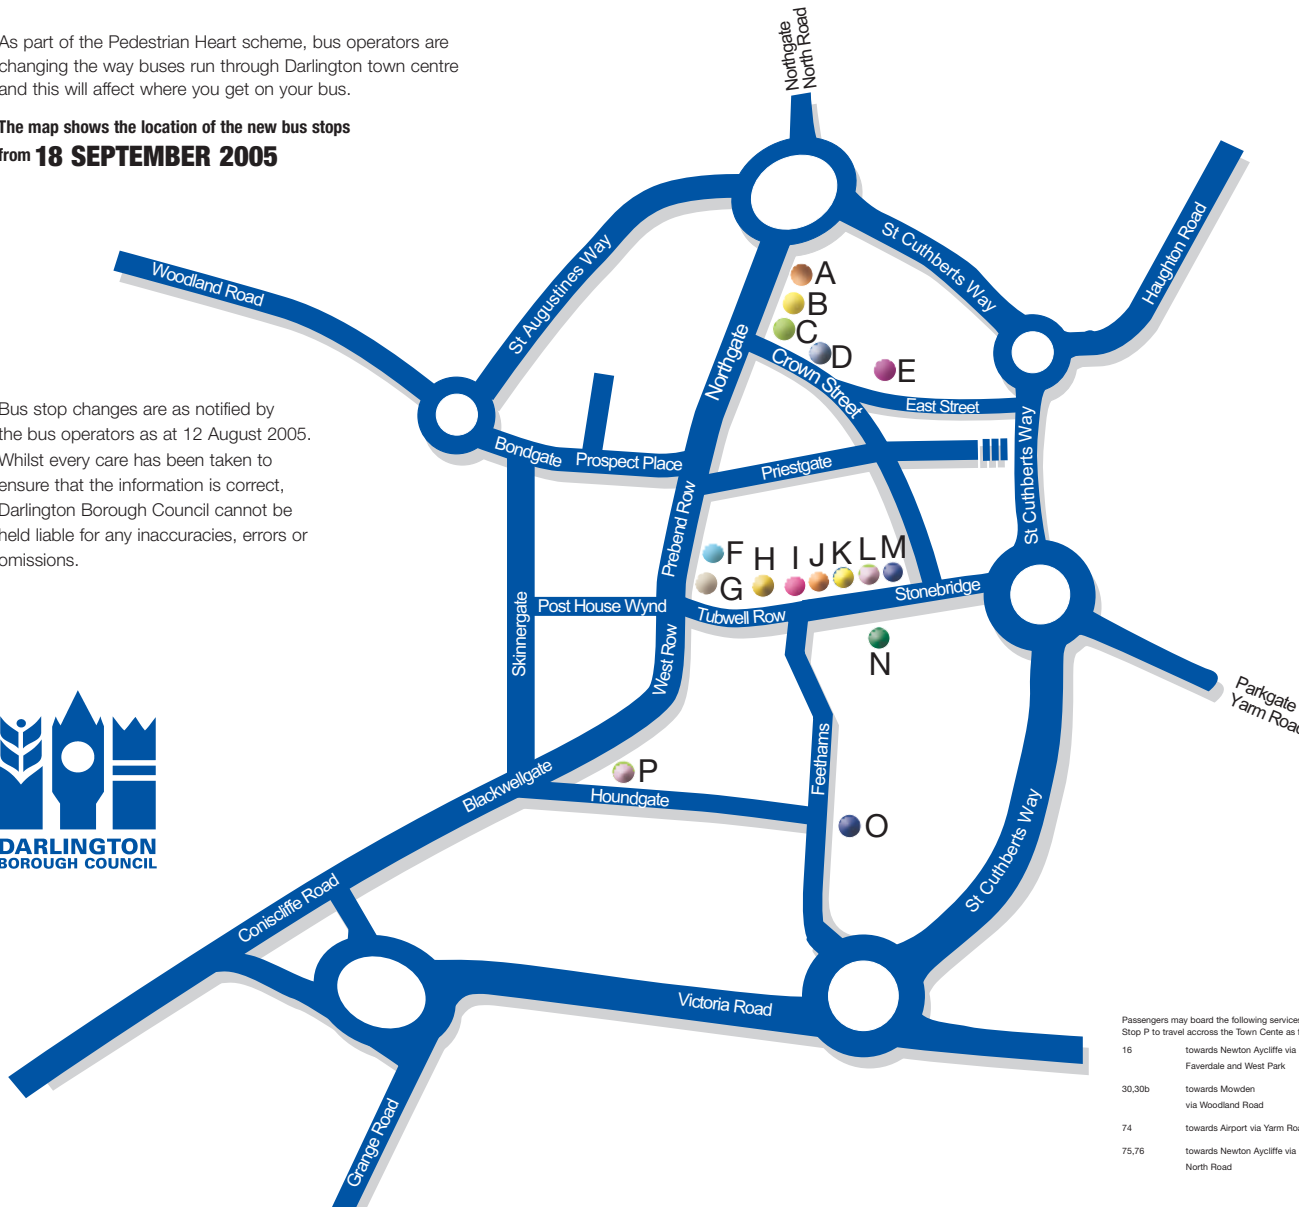 As part of the Pedestrian Heart scheme, bus operators are
changing the way buses run through Darlington town centre
and this will affect where you get on your bus.
The map shows the location of the new bus stops
from 18 SEPTEMBER 2005
Northgate
North Road
Woodland Road
St Augustines Way
St Cuthberts Way
Haughton Road
A
B
C
D
E
Northgate
Crown Street
East Street
Bus stop changes are as notified by
the bus operators as at 12 August 2005.
Whilst every care has been taken to
ensure that the information is correct,
Darlington Borough Council cannot be
held liable for any inaccuracies, errors or
omissions.
Bondgate
Prospect Place
Priestgate
St Cuthberts Way
Prebend Row
F
G
H
I
J
K
L
M
Skinnergate
Post House Wynd
Tubwell Row
Stonebridge
West Row
N
Parkgate
Yarm Road
Blackwellgate
P
Houndgate
Feethams
O
St Cuthberts Way
DARLINGTON
BOROUGH COUNCIL
Coniscliffe Road
Victoria Road
Grange Road
Passengers may board the following services
Stop P to travel accross the Town Cente as
16 towards Newton Aycliffe via
Faverdale and West Park
30,30b towards Mowden
via Woodland Road
74 towards Airport via Yarm
75,76 towards Newton Aycliffe via
North Road